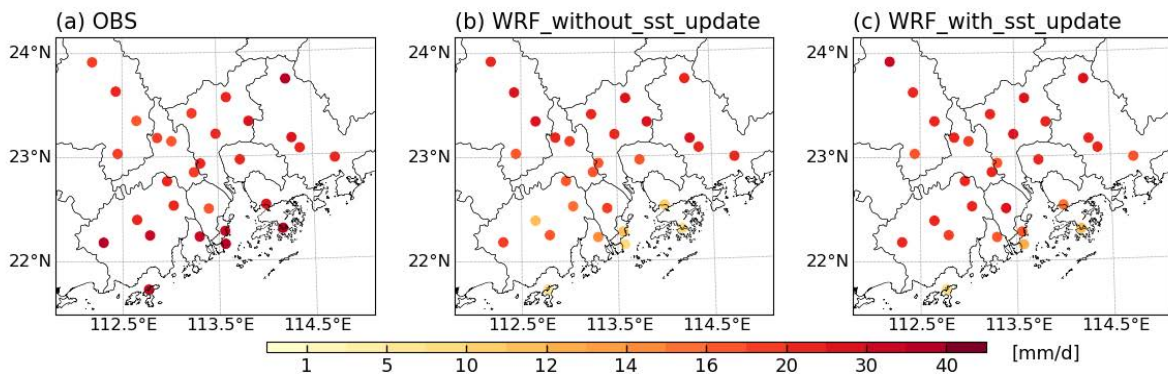 (a) OBS
(b) WRF_without_sst_update
(c) WRF_with_sst_update
24°N
23°N
22°N
112.5°E 113.5°E 114.5°E
24°N
23°N
22°N
112.5°E 113.5°E 114.5°E
24°N
23°N
22°N
112.5°E 113.5°E 114.5°E
1 5 10 12 14 16 20 30 40 [mm/d]